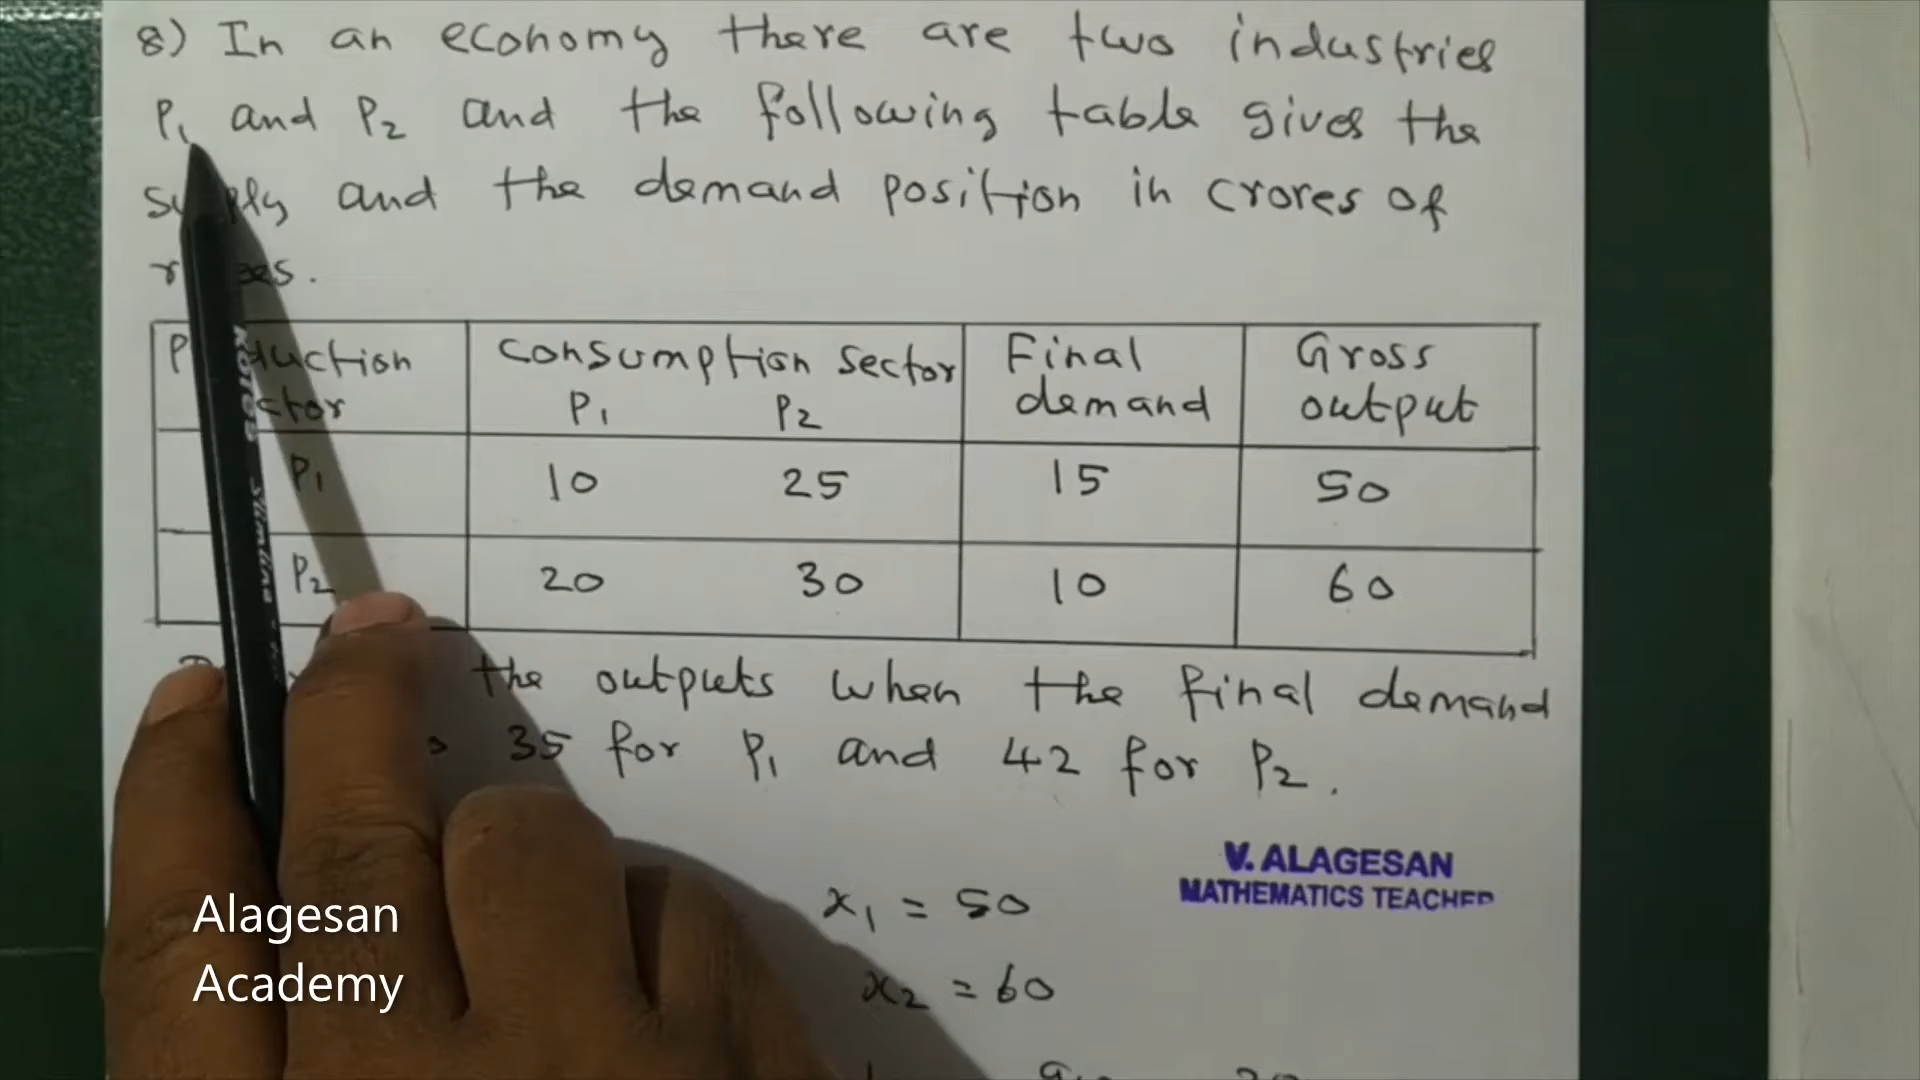 8) In an economy there are two industries
P1 and P2 and the following table gives the
and the demand position in crores of
Consumption Sector Final Gross
P1 P2 demand output
P1 10 25 15 50
P2 20 30 10 60
the outputs when the final demand
35 for P1 and 42 for P2.
V. ALAGESAN
MATHEMATICS TEACHER
x1 = 50
x2 = 60
Alagesan
Academy